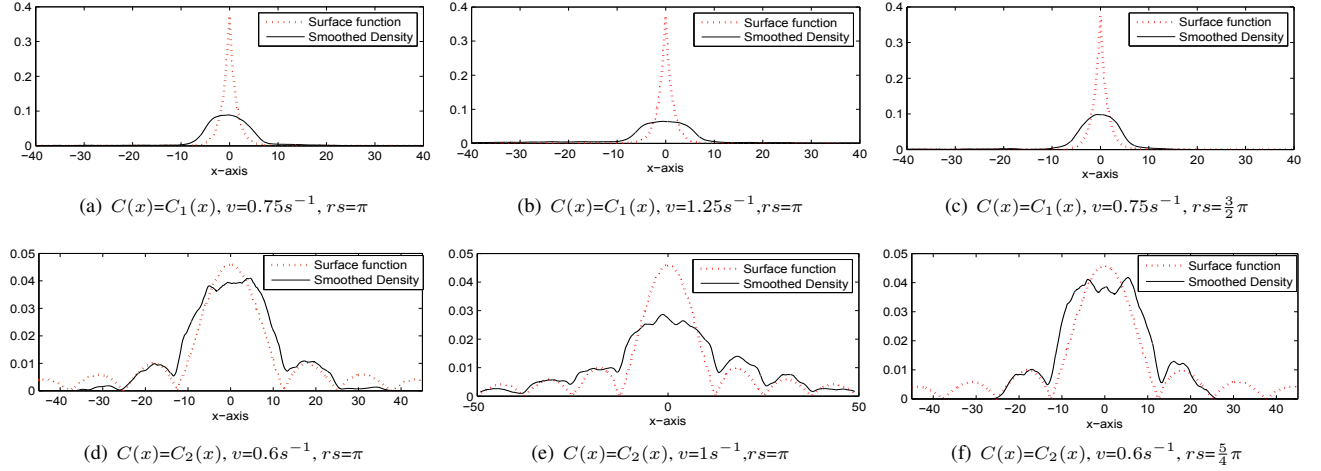 0.4
0.3
0.2
0.1
0
−40 −30 −20 −10 0 10 20 30 40
x−axis
Surface function
Smoothed Density
(a) C(x)=C₁(x), v=0.75s⁻¹, rs=π
0.4
0.3
0.2
0.1
0
−40 −30 −20 −10 0 10 20 30 40
x−axis
Surface function
Smoothed Density
(b) C(x)=C₁(x), v=1.25s⁻¹,rs=π
0.4
0.3
0.2
0.1
0
−40 −30 −20 −10 0 10 20 30 40
x−axis
Surface function
Smoothed Density
(c) C(x)=C₁(x), v=0.75s⁻¹, rs=3/2π
0.05
0.04
0.03
0.02
0.01
0
−40 −30 −20 −10 0 10 20 30 40
x−axis
Surface function
Smoothed Density
(d) C(x)=C₂(x), v=0.6s⁻¹, rs=π
0.05
0.04
0.03
0.02
0.01
0
−50 0 50
x−axis
Surface function
Smoothed Density
(e) C(x)=C₂(x), v=1s⁻¹,rs=π
0.05
0.04
0.03
0.02
0.01
0
−40 −30 −20 −10 0 10 20 30 40
x−axis
Surface function
Smoothed Density
(f) C(x)=C₂(x), v=0.6s⁻¹, rs=5/4π